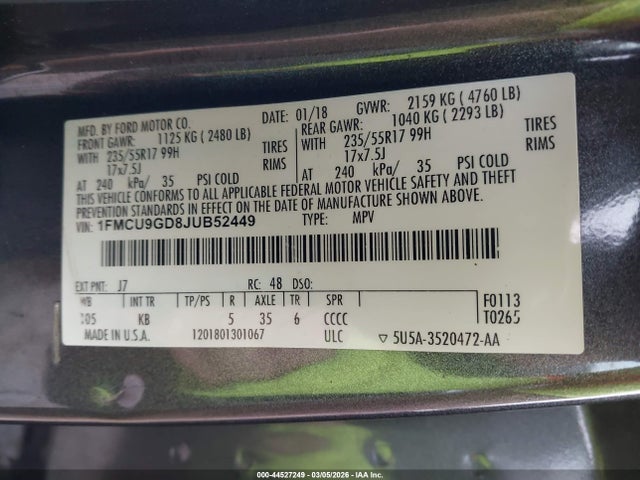 MFD. BY FORD MOTOR CO. DATE: 01/18 GVWR: 2159 KG ( 4760 LB)
FRONT GAWR: 1125 KG ( 2480 LB) REAR GAWR: 1040 KG ( 2293 LB)
WITH 235/55R17 99H TIRES WITH 235/55R17 99H TIRES
17x7.5J RIMS 17x7.5J RIMS
AT 240 kPa/ 35 PSI COLD AT 240 kPa/ 35 PSI COLD
THIS VEHICLE CONFORMS TO ALL APPLICABLE FEDERAL MOTOR VEHICLE SAFETY AND THEFT
PREVENTION STANDARDS IN EFFECT ON THE DATE OF MANUFACTURE SHOWN ABOVE.
VIN: 1FMCU9GD8JUB52449 TYPE: MPV
EXT PNT: J7 RC: 48 DSO:
WB INT TR TP/PS R AXLE TR SPR F0113
105 KB 5 35 6 CCCC T0265
MADE IN U.S.A. 1201801301067 ULC ▽ 5U5A-3520472-AA
000-44527249 - 03/05/2026 - IAAI.COM